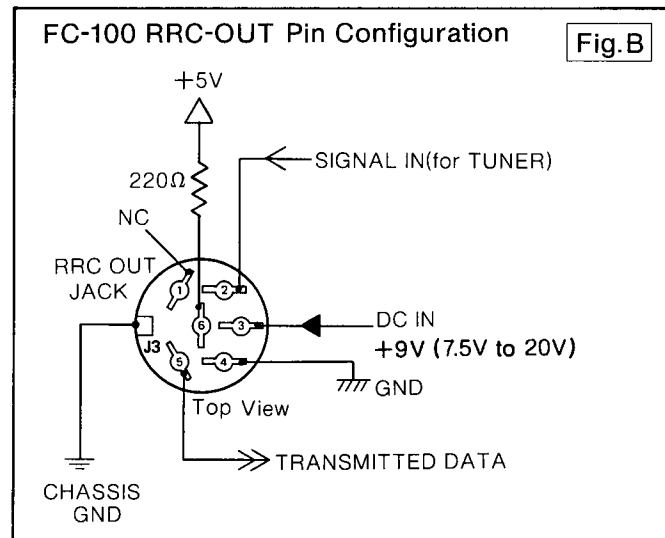 FC-100 RRC-OUT Pin Configuration
Fig.B
+5V
SIGNAL IN(for TUNER)
220Ω
NC
RRC OUT
JACK
1
2
6
3
DC IN
+9V (7.5V to 20V)
J3
5
4
GND
Top View
TRANSMITTED DATA
CHASSIS
GND